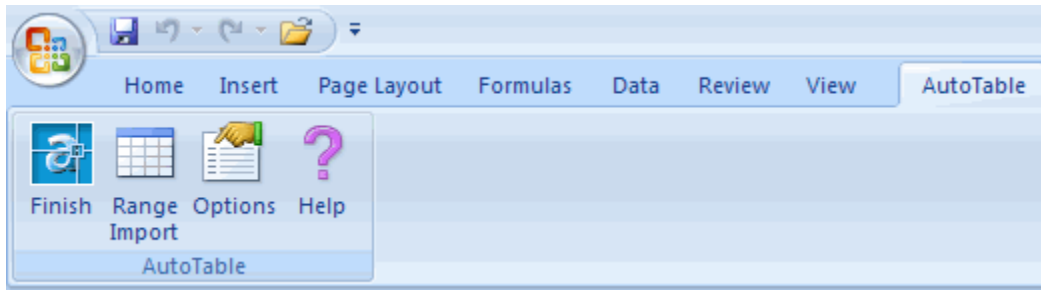 Home Insert Page Layout Formulas Data Review View AutoTable
Finish Range Import Options Help
AutoTable